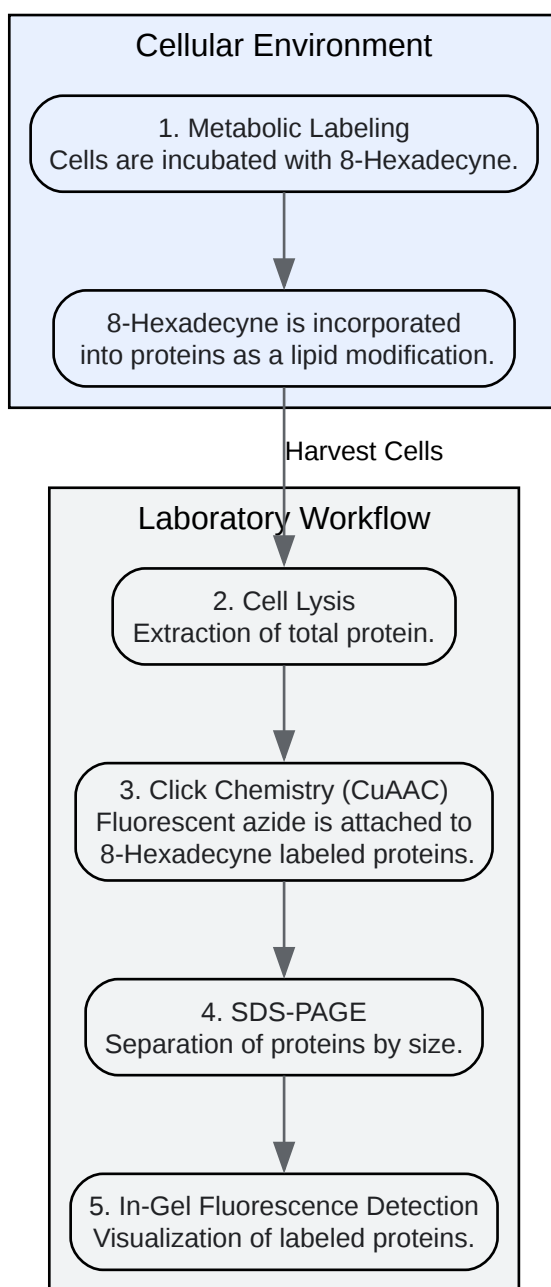 Cellular Environment
1. Metabolic Labeling
Cells are incubated with 8-Hexadecyne.
8-Hexadecyne is incorporated
into proteins as a lipid modification.
Harvest Cells
Laboratory Workflow
2. Cell Lysis
Extraction of total protein.
3. Click Chemistry (CuAAC)
Fluorescent azide is attached to
8-Hexadecyne labeled proteins.
4. SDS-PAGE
Separation of proteins by size.
5. In-Gel Fluorescence Detection
Visualization of labeled proteins.